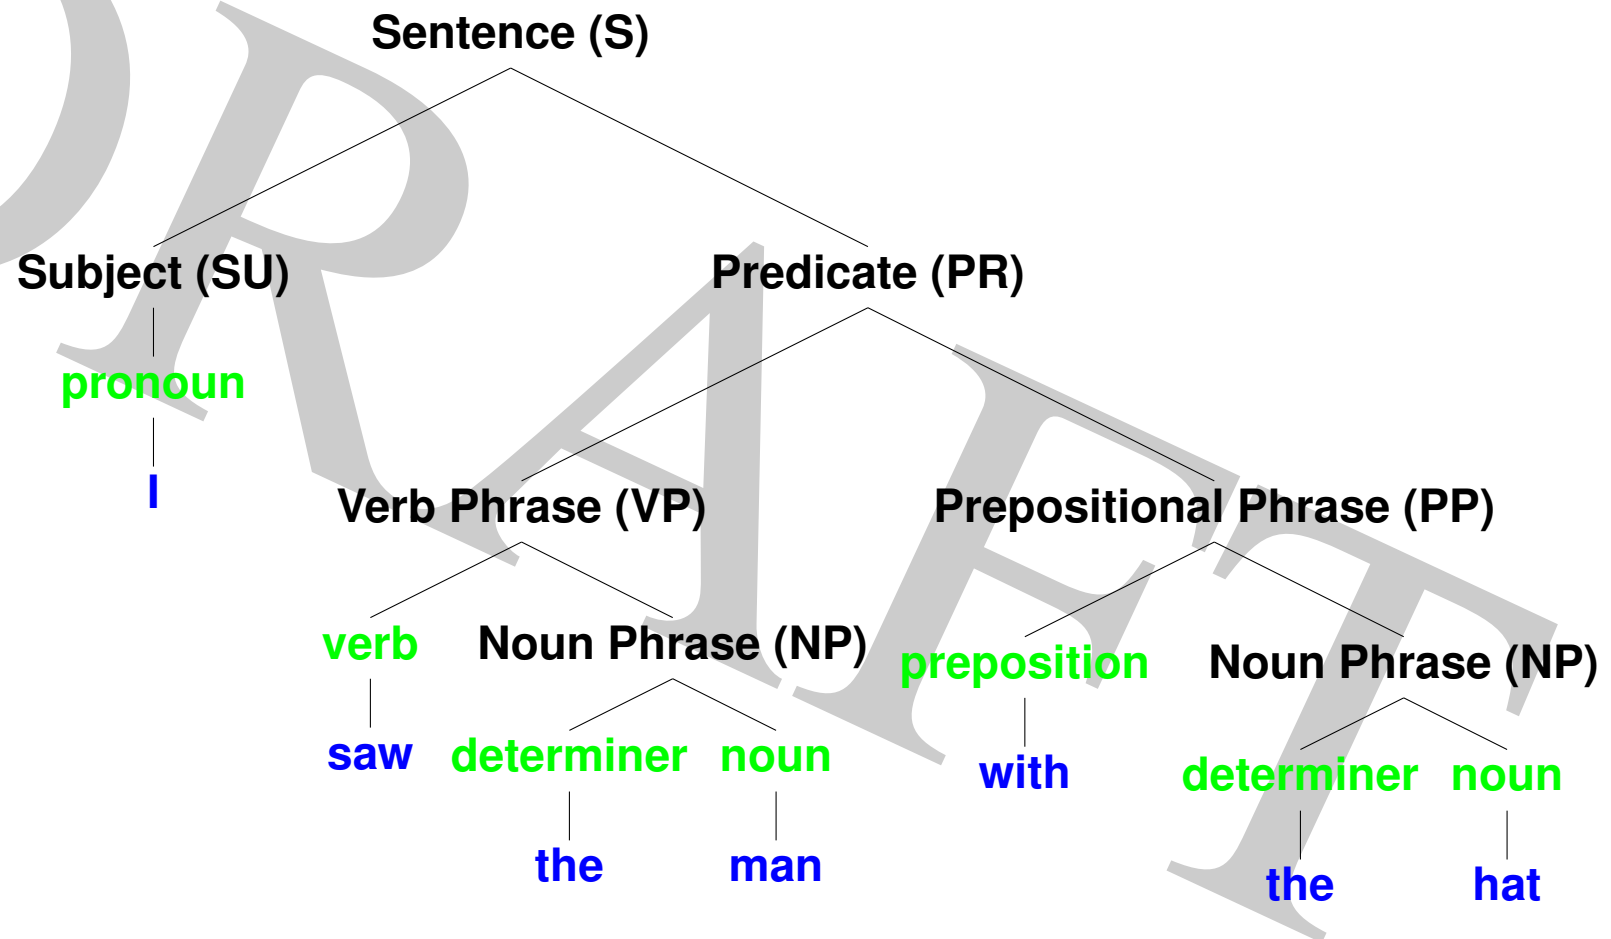 Sentence (S)
Subject (SU) Predicate (PR)
pronoun
I
Verb Phrase (VP) Prepositional Phrase (PP)
verb Noun Phrase (NP) preposition Noun Phrase (NP)
saw determiner noun with determiner noun
the man the hat
DRAFT